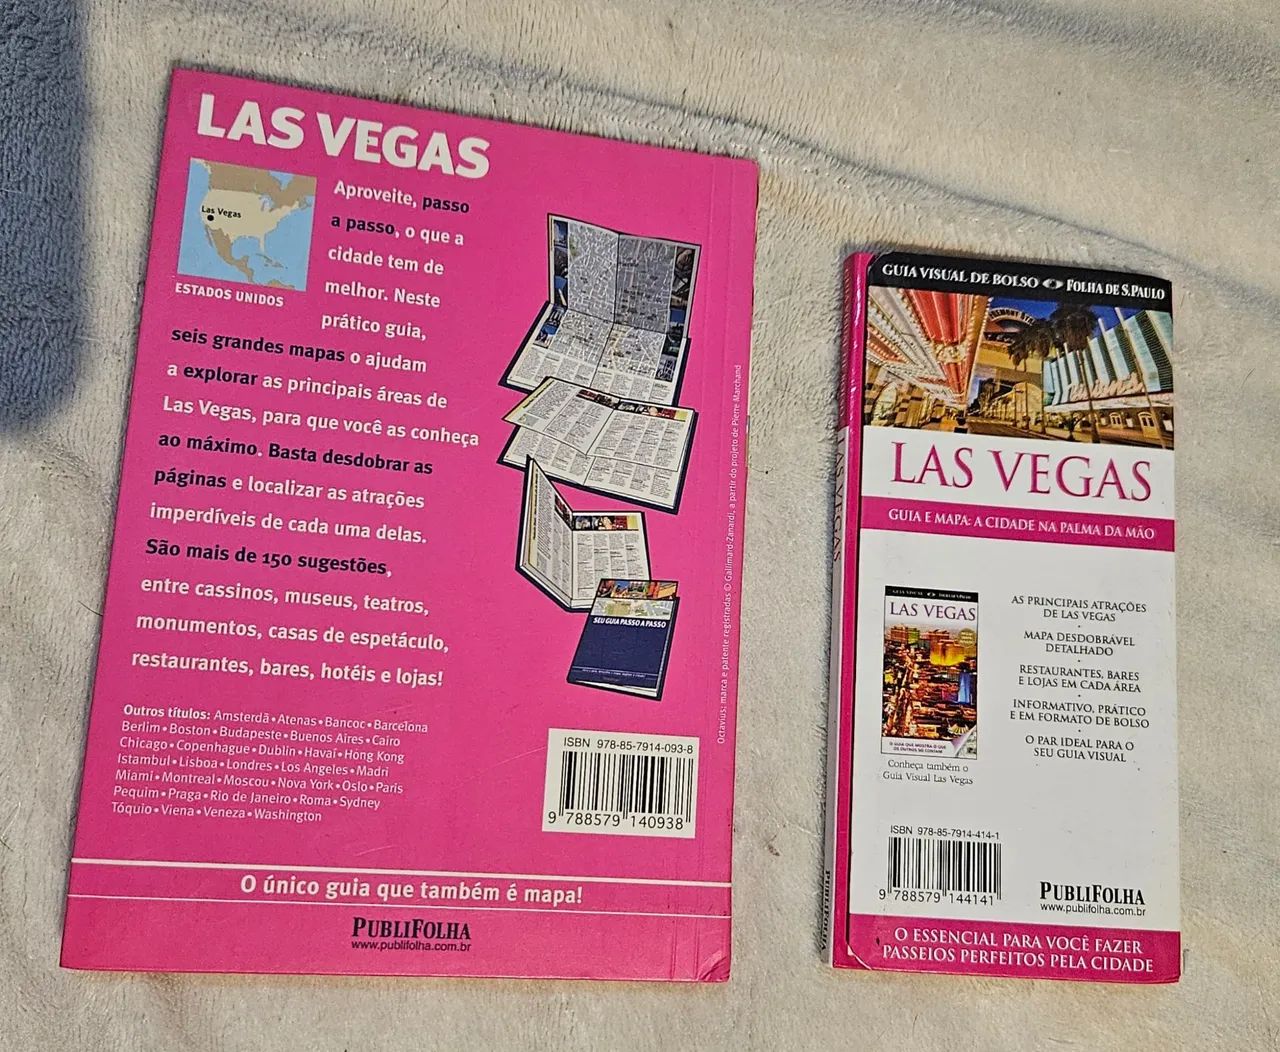 LAS VEGAS
Las Vegas
ESTADOS UNIDOS
Aproveite, passo
a passo, o que a
cidade tem de
melhor. Neste
prático guia,
seis grandes mapas o ajudam
a explorar as principais áreas de
Las Vegas, para que você as conheça
ao máximo. Basta desdobrar as
páginas e localizar as atrações
imperdíveis de cada uma delas.
São mais de 150 sugestões,
entre cassinos, museus, teatros,
monumentos, casas de espetáculo,
restaurantes, bares, hotéis e lojas!
SEU GUIA PASSO A PASSO
Octavius: marca e patente registradas © Gallimard-Zanardi, a partir do projeto de Pierre Marchand
Outros títulos: Amsterdã • Atenas • Bancoc • Barcelona
Berlim • Boston • Budapeste • Buenos Aires • Cairo
Chicago • Copenhague • Dublin • Havaí • Hong Kong
Istambul • Lisboa • Londres • Los Angeles • Madri
Miami • Montreal • Moscou • Nova York • Oslo • Paris
Pequim • Praga • Rio de Janeiro • Roma • Sydney
Tóquio • Viena • Veneza • Washington
ISBN 978-85-7914-093-8
9 788579 140938
O único guia que também é mapa!
PUBLIFOLHA
www.publifolha.com.br
GUIA VISUAL DE BOLSO FOLHA DE S.PAULO
LAS VEGAS
GUIA E MAPA: A CIDADE NA PALMA DA MÃO
LAS VEGAS
LAS VEGAS
O GUIA QUE MOSTRA O QUE
OS OUTROS SÓ CONTAM
Conheça também o
Guia Visual Las Vegas
AS PRINCIPAIS ATRAÇÕES
DE LAS VEGAS
MAPA DESDOBRÁVEL
DETALHADO
RESTAURANTES, BARES
E LOJAS EM CADA ÁREA
INFORMATIVO, PRÁTICO
E EM FORMATO DE BOLSO
O PAR IDEAL PARA O
SEU GUIA VISUAL
ISBN 978-85-7914-414-1
9 788579 144141
PUBLIFOLHA
www.publifolha.com.br
PUBLIFOLHA
O ESSENCIAL PARA VOCÊ FAZER
PASSEIOS PERFEITOS PELA CIDADE